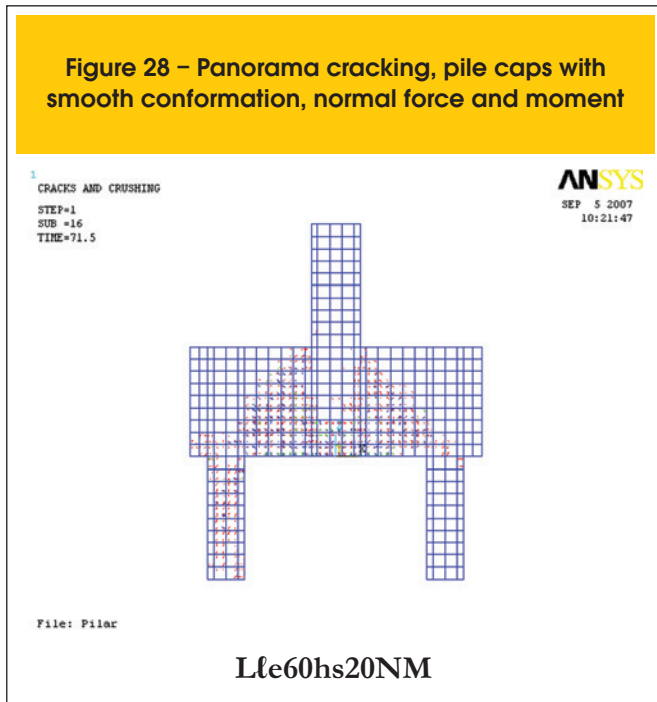 Figure 28 – Panorama cracking, pile caps with
smooth conformation, normal force and moment
1
CRACKS AND CRUSHING
STEP=1
SUB =16
TIME=71.5
ANSYS
SEP 5 2007
10:21:47
File: Pilar
Lℓe60hs20NM